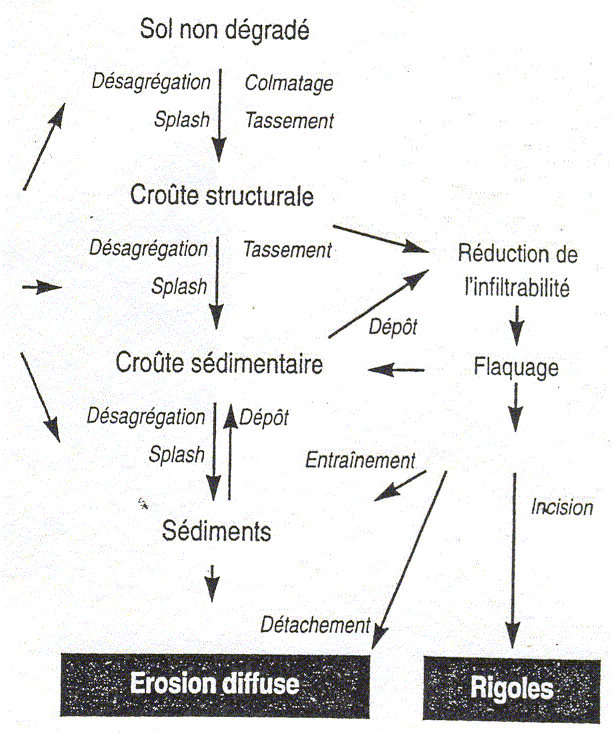 Sol non dégradé
Désagrégation Colmatage
Splash Tassement
Croûte structurale
Désagrégation Tassement
Splash
Réduction de
l'infiltrabilité
Dépôt
Croûte sédimentaire
Flaquage
Désagrégation Dépôt
Splash
Entraînement
Incision
Sédiments
Détachement
Erosion diffuse
Rigoles